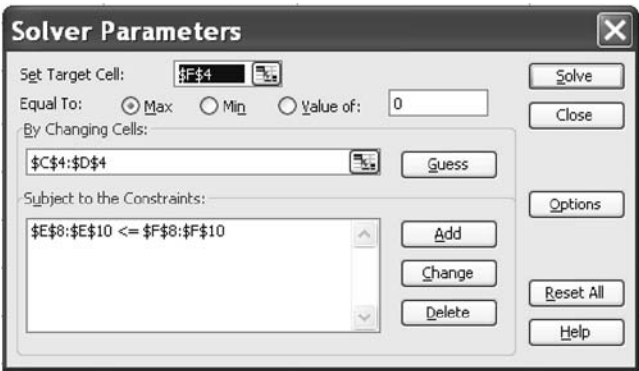 Solver Parameters
Set Target Cell: $F$4
Solve
Equal To: Max Min Value of: 0
Close
By Changing Cells:
$C$4:$D$4
Guess
Subject to the Constraints:
Options
$E$8:$E$10 <= $F$8:$F$10
Add
Change
Reset All
Delete
Help